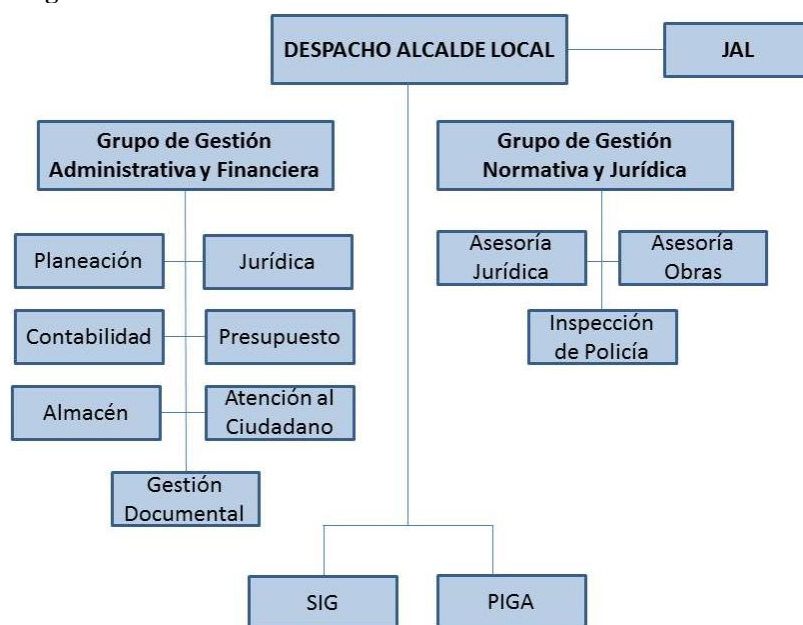 DESPACHO ALCALDE LOCAL
JAL
Grupo de Gestión
Administrativa y Financiera
Grupo de Gestión
Normativa y Jurídica
Planeación
Jurídica
Asesoría
Jurídica
Asesoría
Obras
Contabilidad
Presupuesto
Inspección
de Policía
Almacén
Atención al
Ciudadano
Gestión
Documental
SIG
PIGA